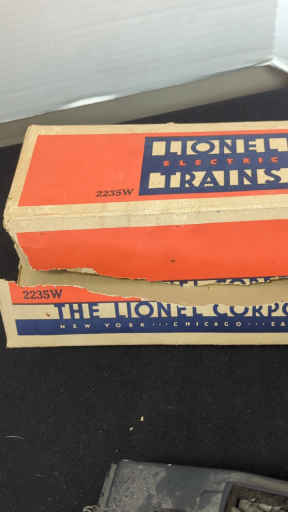 LIONEL
ELECTRIC
2235W TRAINS
2235W
THE LIONEL CORPO
NEW YORK···CHICAGO···